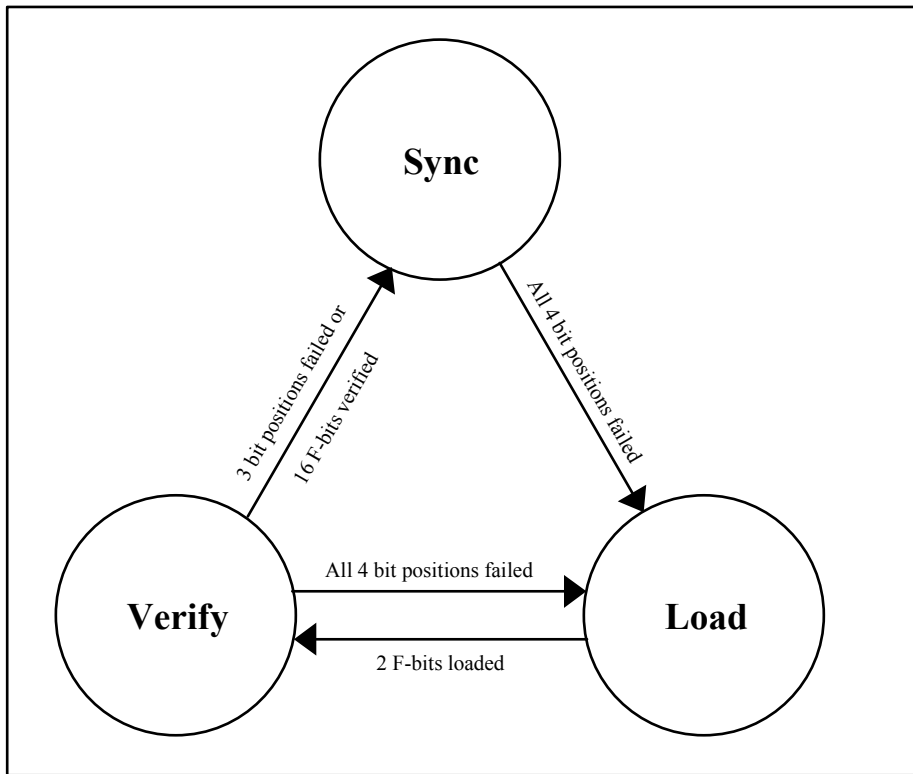 Sync
3 bit positions failed or
16 F-bits verified
All 4 bit positions failed
All 4 bit positions failed
Verify
Load
2 F-bits loaded